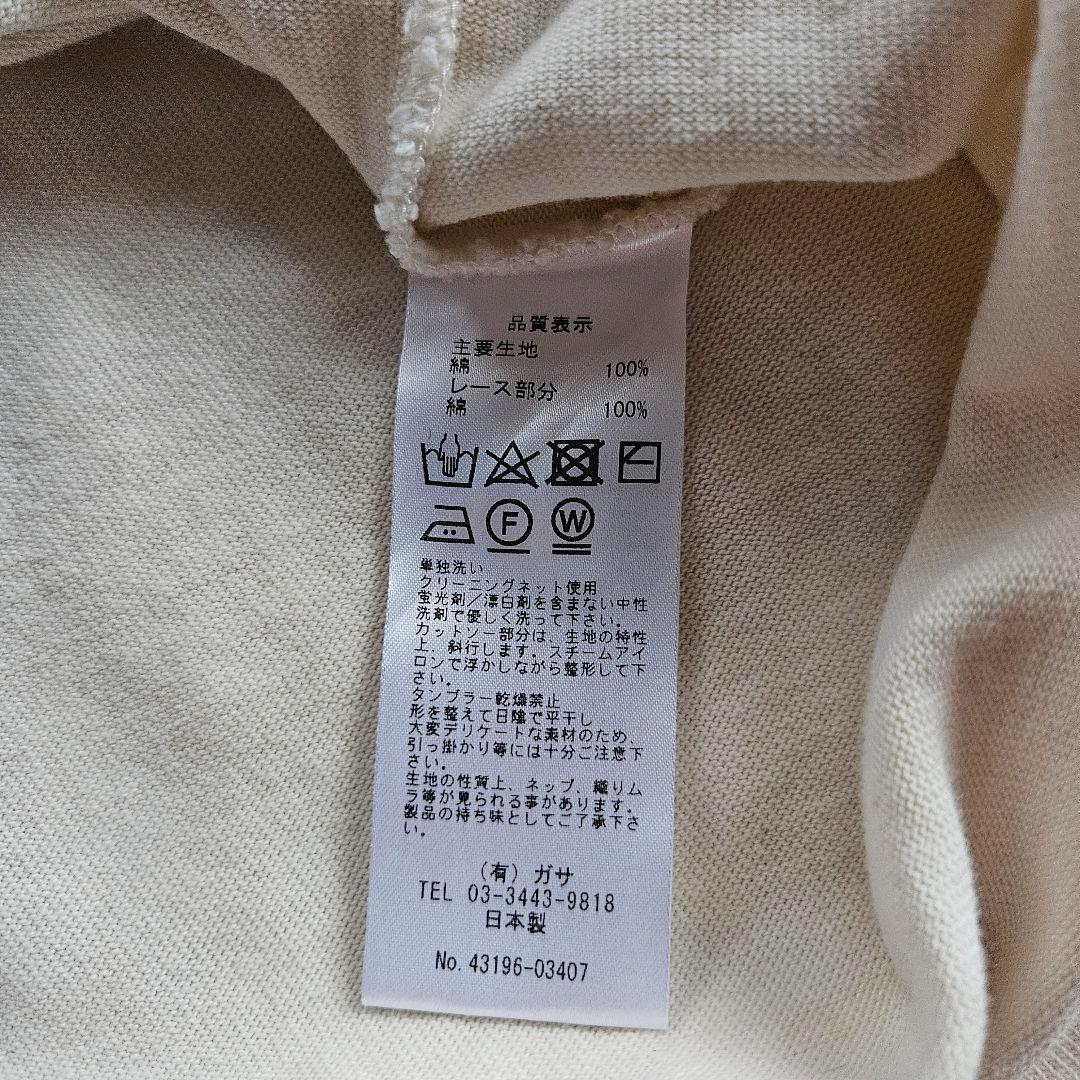 品質表示
主要生地
綿 100%
レース部分
綿 100%
F W
単独洗い
クリーニングネット使用
蛍光剤／漂白剤を含まない中性
洗剤で優しく洗って下さい。
カットソー部分は、生地の特性
上、斜行します。スチームアイ
ロンで浮かしながら整形して下
さい。
タンブラー乾燥禁止
形を整えて日陰で平干し
大変デリケートな素材のため、
引っ掛かり等には十分ご注意下
さい。
生地の性質上、ネップ、織りム
ラ等が見られる事があります。
製品の持ち味としてご了承下さ
い。
（有）ガサ
TEL 03-3443-9818
日本製
No. 43196-03407